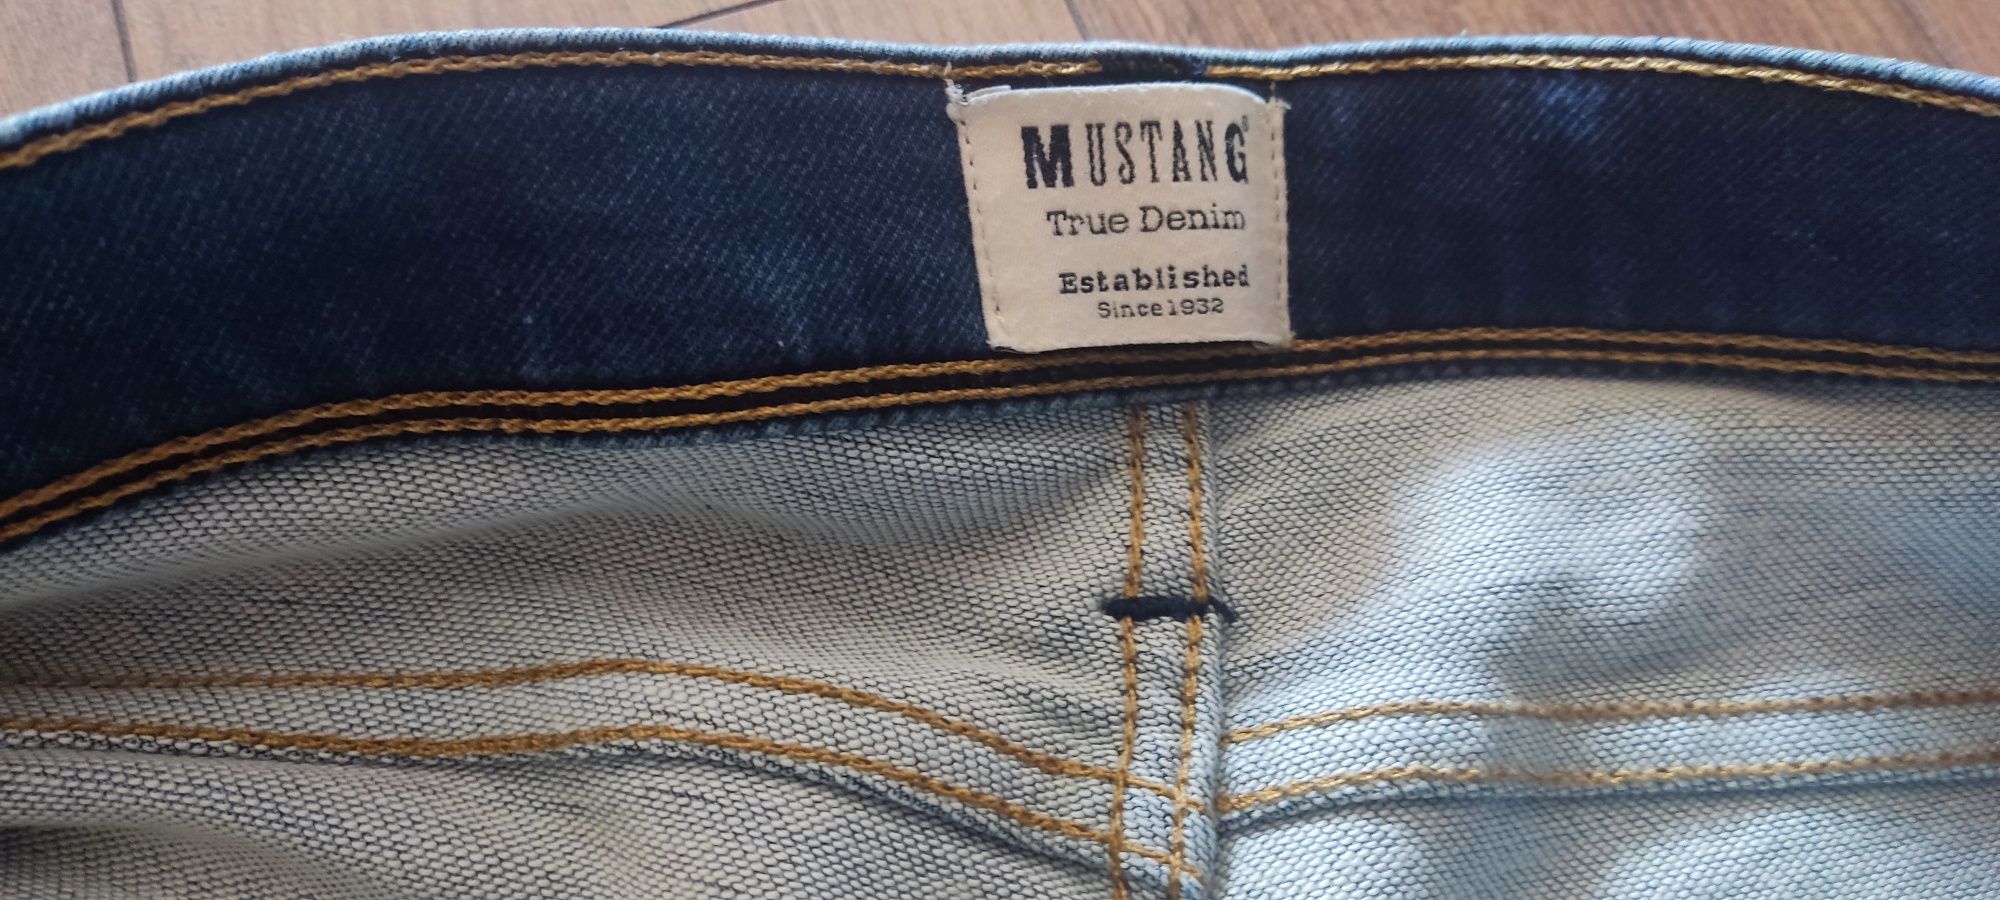 MUSTANG®
True Denim
Established
Since 1932